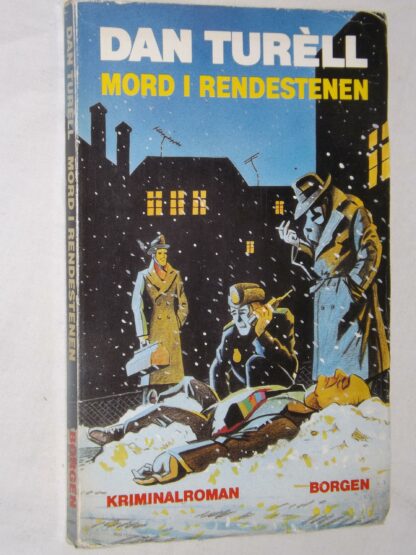 DAN TURÈLL
MORD I RENDESTENEN
KRIMINALROMAN
BORGEN
DAN TURÈLL MORD I RENDESTENEN BORGEN